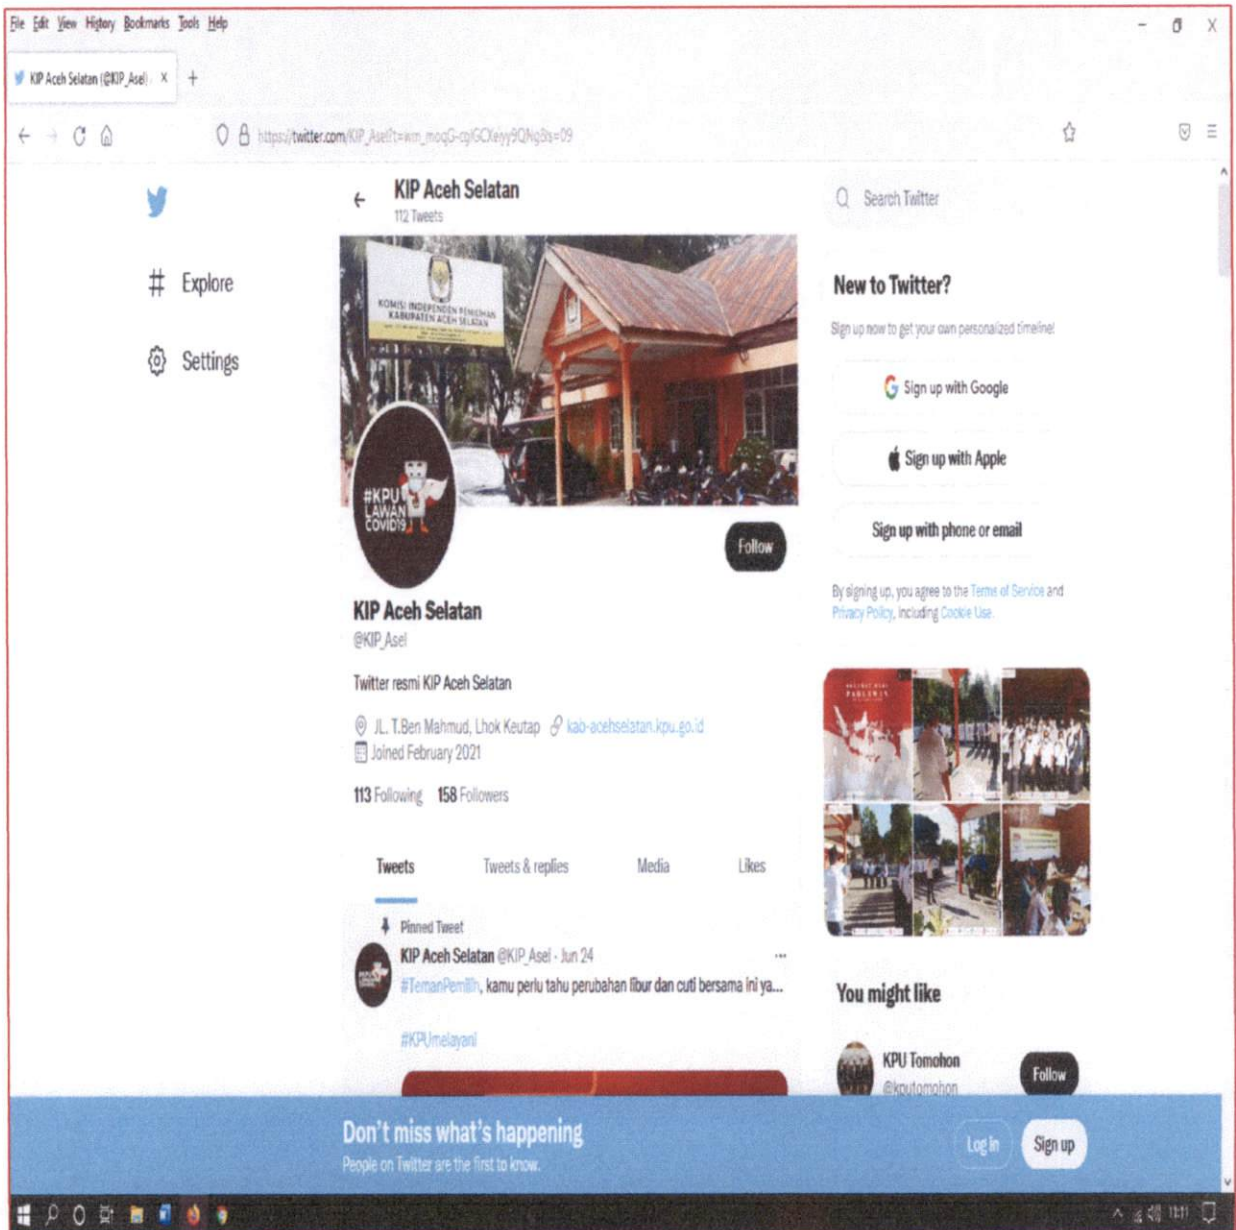 File Edit View History Bookmarks Tools Help
KIP Aceh Selatan (@KIP_Asel)
KIP Aceh Selatan
112 Tweets
Search Twitter
Explore
Settings
KOMISI INDEPENDEN PEMILIHAN
KABUPATEN ACEH SELATAN
#KPU
LAWAN
COVID19
Follow
KIP Aceh Selatan
@KIP_Asel
Twitter resmi KIP Aceh Selatan
JL. T.Ben Mahmud, Lhok Keutap kab-acehselatan.kpu.go.id
Joined February 2021
113 Following 158 Followers
Tweets Tweets & replies Media Likes
Pinned Tweet
KIP Aceh Selatan @KIP_Asel · Jun 24 ...
#TemanPemilih, kamu perlu tahu perubahan libur dan cuti bersama ini ya...
#KPUmelayani
New to Twitter?
Sign up now to get your own personalized timeline!
Sign up with Google
Sign up with Apple
Sign up with phone or email
By signing up, you agree to the Terms of Service and
Privacy Policy, including Cookie Use.
You might like
KPU Tomohon
@kputomohon
Follow
Don't miss what's happening
People on Twitter are the first to know.
Log in
Sign up
11:11